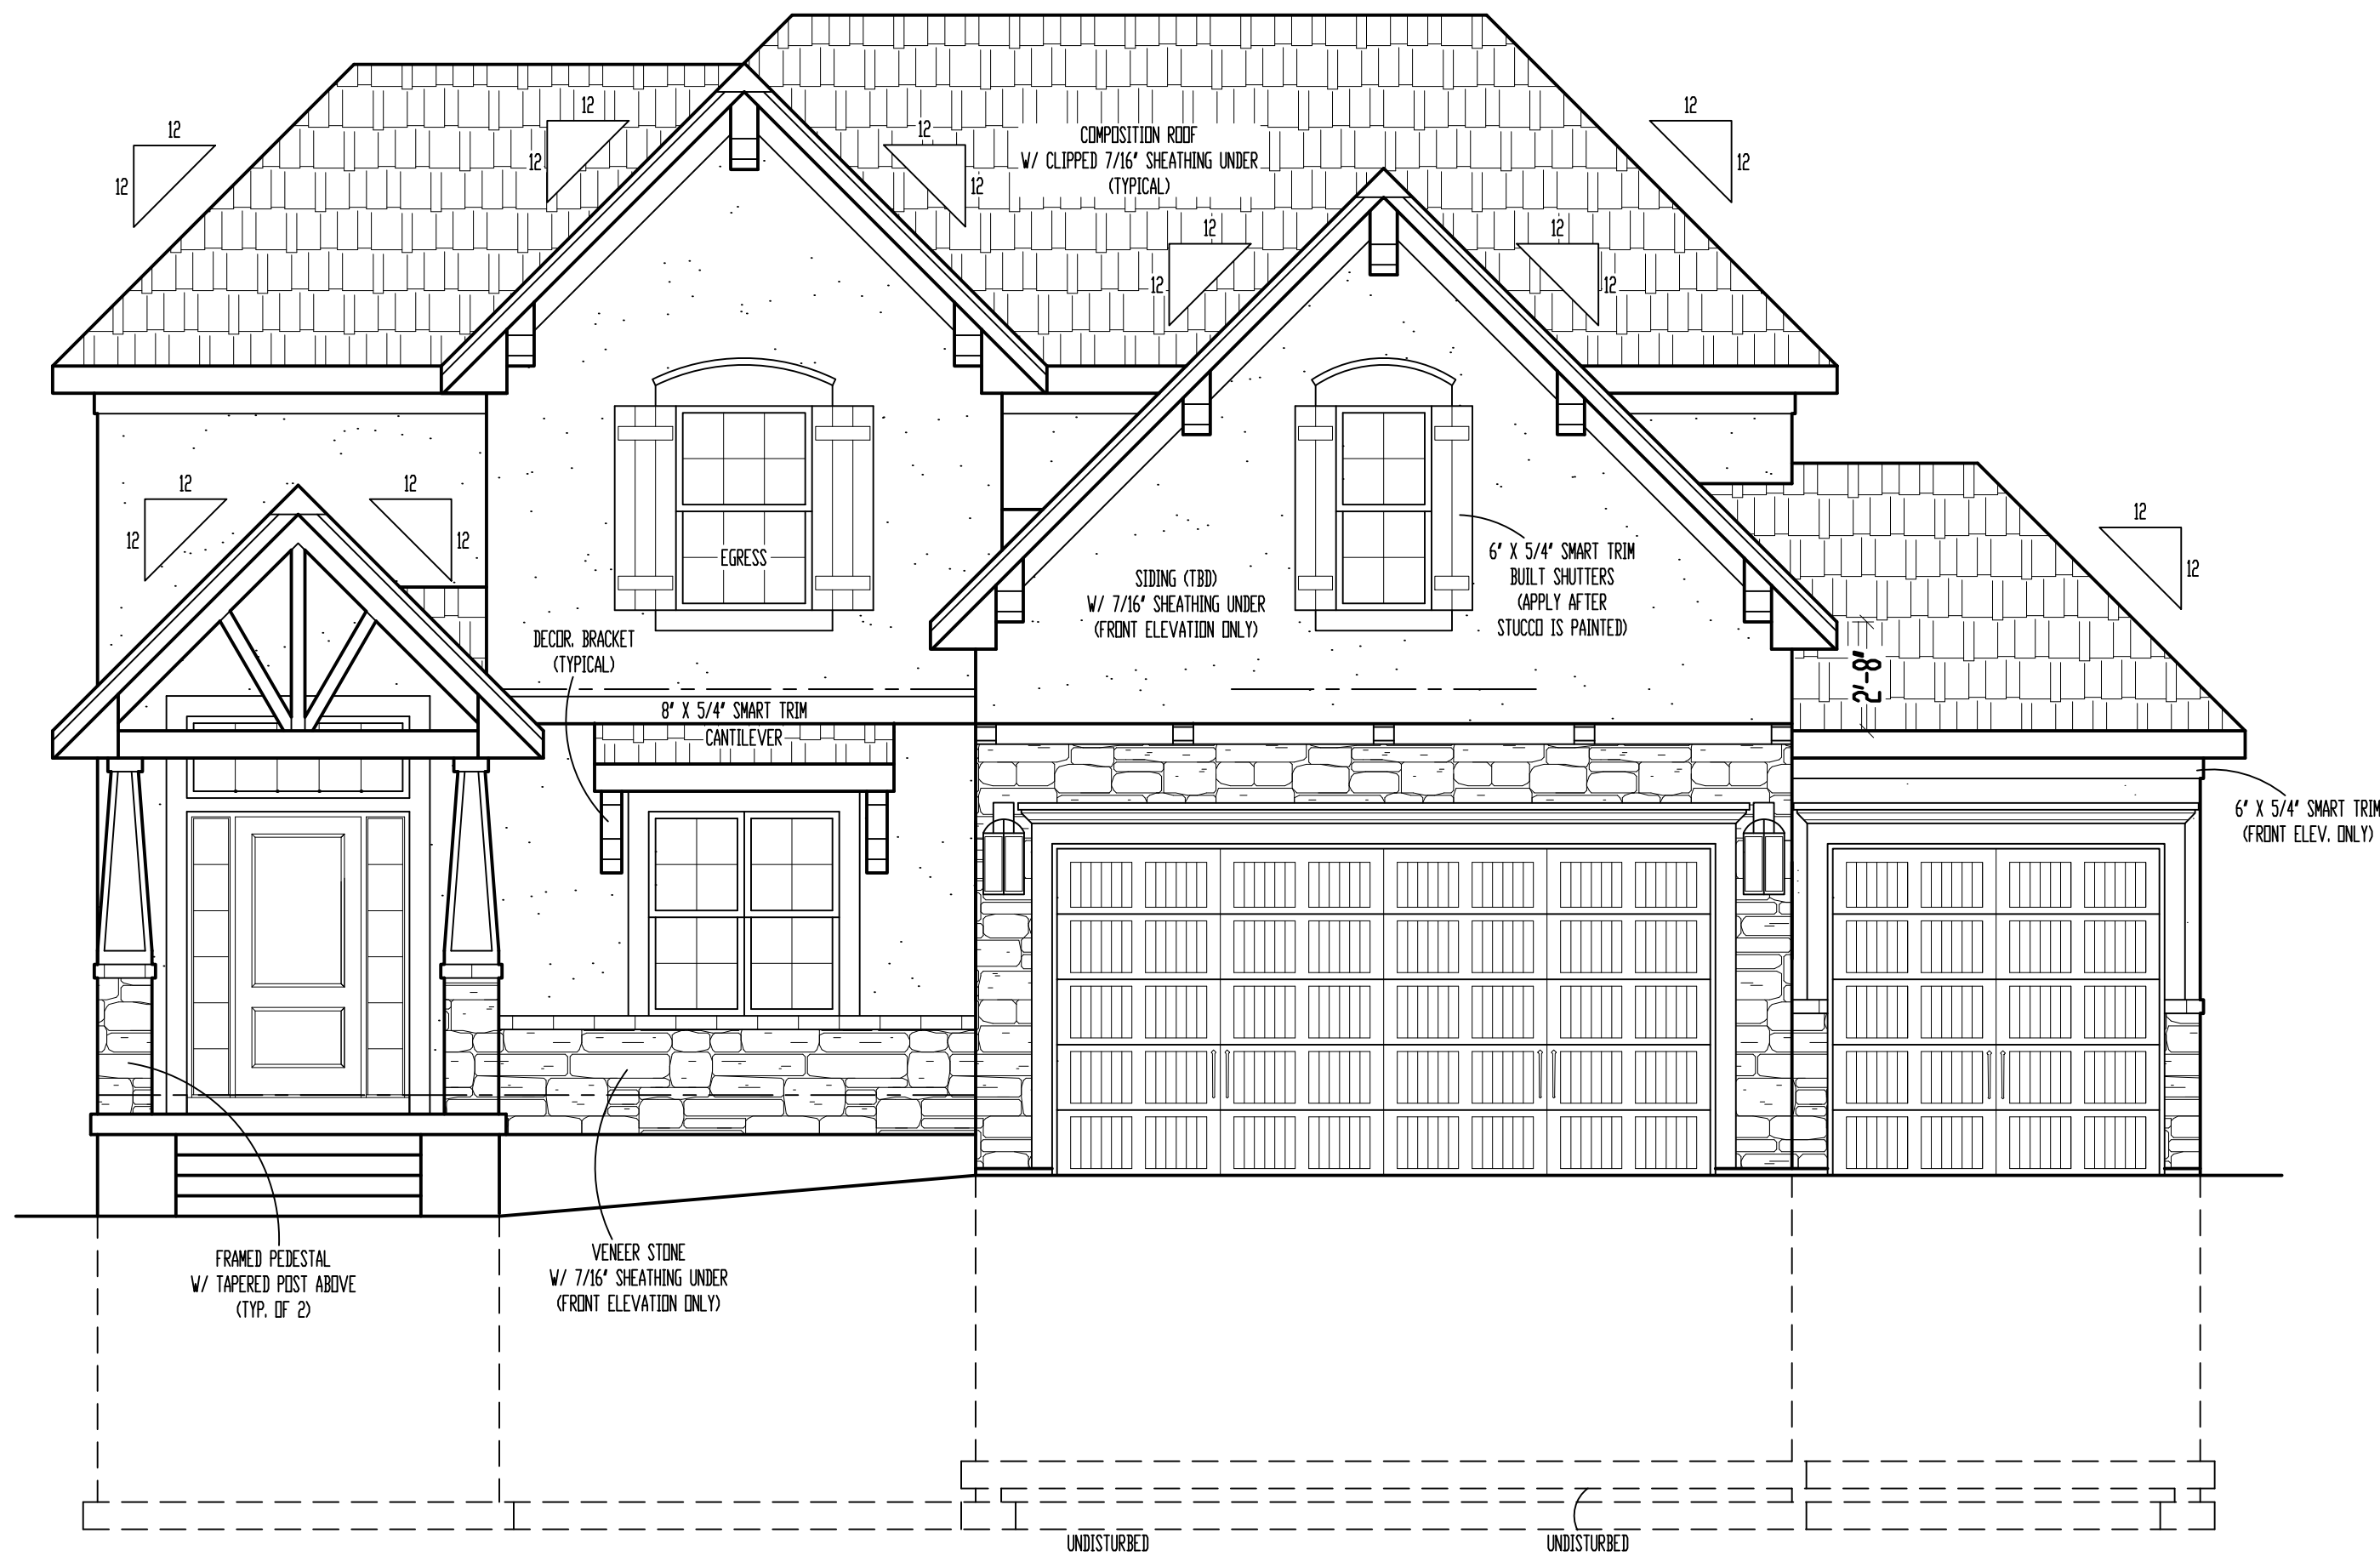 12
12
12
12
12
12
12
12
COMPOSITION ROOF
W/ CLIPPED 7/16" SHEATHING UNDER
(TYPICAL)
12
12
12
12
12
12
12
12
12
12
EGRESS
SIDING (TBD)
W/ 7/16" SHEATHING UNDER
(FRONT ELEVATION ONLY)
6" X 5/4" SMART TRIM
BUILT SHUTTERS
(APPLY AFTER
STUCCO IS PAINTED)
DECOR. BRACKET
(TYPICAL)
2'-8"
8" X 5/4" SMART TRIM
CANTILEVER
6" X 5/4" SMART TRIM
(FRONT ELEV. ONLY)
FRAMED PEDESTAL
W/ TAPERED POST ABOVE
(TYP. OF 2)
VENEER STONE
W/ 7/16" SHEATHING UNDER
(FRONT ELEVATION ONLY)
UNDISTURBED
UNDISTURBED